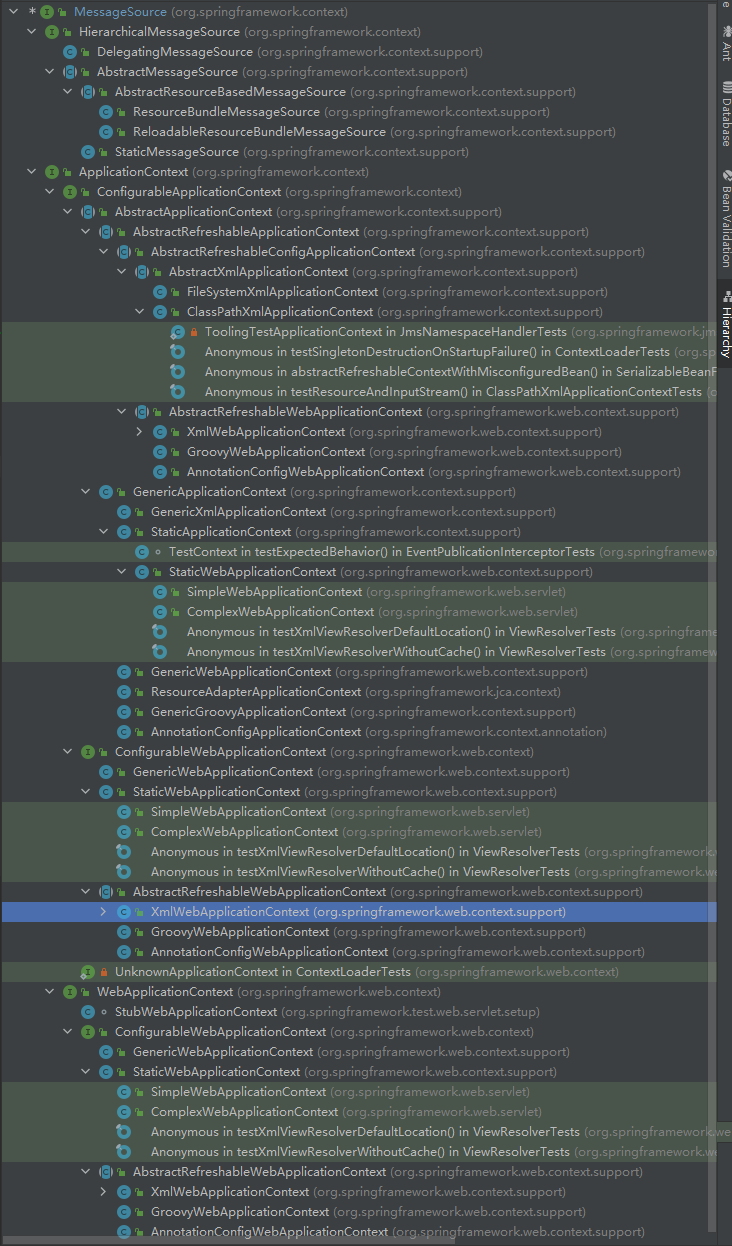 * MessageSource (org.springframework.context)
HierarchicalMessageSource (org.springframework.context)
DelegatingMessageSource (org.springframework.context.support)
AbstractMessageSource (org.springframework.context.support)
AbstractResourceBasedMessageSource (org.springframework.context.support)
ResourceBundleMessageSource (org.springframework.context.support)
ReloadableResourceBundleMessageSource (org.springframework.context.support)
StaticMessageSource (org.springframework.context.support)
ApplicationContext (org.springframework.context)
ConfigurableApplicationContext (org.springframework.context)
AbstractApplicationContext (org.springframework.context.support)
AbstractRefreshableApplicationContext (org.springframework.context.support)
AbstractRefreshableConfigApplicationContext (org.springframework.context.support)
AbstractXmlApplicationContext (org.springframework.context.support)
FileSystemXmlApplicationContext (org.springframework.context.support)
ClassPathXmlApplicationContext (org.springframework.context.support)
ToolingTestApplicationContext in JmsNamespaceHandlerTests (org.springframework.jm
Anonymous in testSingletonDestructionOnStartupFailure() in ContextLoaderTests (org.sp
Anonymous in abstractRefreshableContextWithMisconfiguredBean() in SerializableBeanF
Anonymous in testResourceAndInputStream() in ClassPathXmlApplicationContextTests (o
AbstractRefreshableWebApplicationContext (org.springframework.web.context.support)
XmlWebApplicationContext (org.springframework.web.context.support)
GroovyWebApplicationContext (org.springframework.web.context.support)
AnnotationConfigWebApplicationContext (org.springframework.web.context.support)
GenericApplicationContext (org.springframework.context.support)
GenericXmlApplicationContext (org.springframework.context.support)
StaticApplicationContext (org.springframework.context.support)
TestContext in testExpectedBehavior() in EventPublicationInterceptorTests (org.springframewo
StaticWebApplicationContext (org.springframework.web.context.support)
SimpleWebApplicationContext (org.springframework.web.servlet)
ComplexWebApplicationContext (org.springframework.web.servlet)
Anonymous in testXmlViewResolverDefaultLocation() in ViewResolverTests (org.springframe
Anonymous in testXmlViewResolverWithoutCache() in ViewResolverTests (org.springframew
GenericWebApplicationContext (org.springframework.web.context.support)
ResourceAdapterApplicationContext (org.springframework.jca.context)
GenericGroovyApplicationContext (org.springframework.context.support)
AnnotationConfigApplicationContext (org.springframework.context.annotation)
ConfigurableWebApplicationContext (org.springframework.web.context)
GenericWebApplicationContext (org.springframework.web.context.support)
StaticWebApplicationContext (org.springframework.web.context.support)
SimpleWebApplicationContext (org.springframework.web.servlet)
ComplexWebApplicationContext (org.springframework.web.servlet)
Anonymous in testXmlViewResolverDefaultLocation() in ViewResolverTests (org.springframework.w
Anonymous in testXmlViewResolverWithoutCache() in ViewResolverTests (org.springframework.we
AbstractRefreshableWebApplicationContext (org.springframework.web.context.support)
XmlWebApplicationContext (org.springframework.web.context.support)
GroovyWebApplicationContext (org.springframework.web.context.support)
AnnotationConfigWebApplicationContext (org.springframework.web.context.support)
UnknownApplicationContext in ContextLoaderTests (org.springframework.web.context)
WebApplicationContext (org.springframework.web.context)
StubWebApplicationContext (org.springframework.test.web.servlet.setup)
ConfigurableWebApplicationContext (org.springframework.web.context)
GenericWebApplicationContext (org.springframework.web.context.support)
StaticWebApplicationContext (org.springframework.web.context.support)
SimpleWebApplicationContext (org.springframework.web.servlet)
ComplexWebApplicationContext (org.springframework.web.servlet)
Anonymous in testXmlViewResolverDefaultLocation() in ViewResolverTests (org.springframework.we
Anonymous in testXmlViewResolverWithoutCache() in ViewResolverTests (org.springframework.we
AbstractRefreshableWebApplicationContext (org.springframework.web.context.support)
XmlWebApplicationContext (org.springframework.web.context.support)
GroovyWebApplicationContext (org.springframework.web.context.support)
AnnotationConfigWebApplicationContext (org.springframework.web.context.support)
Ant
Database
Bean Validation
Hierarchy